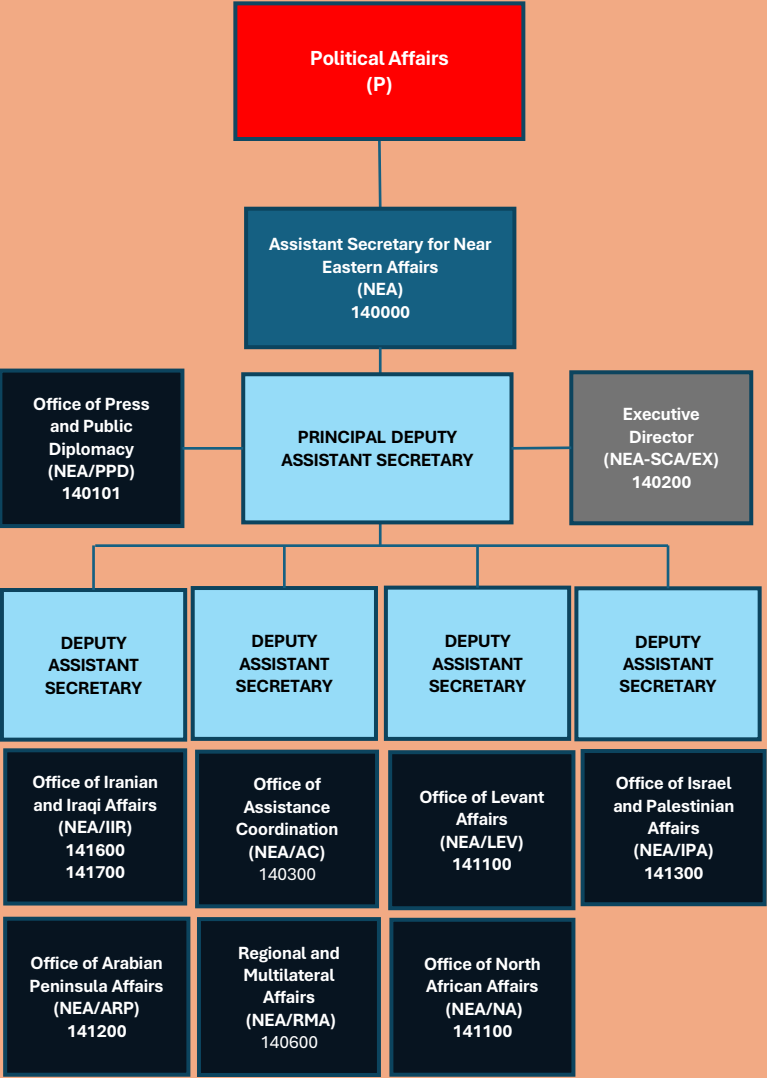 Political Affairs
(P)
Assistant Secretary for Near
Eastern Affairs
(NEA)
140000
Office of Press
and Public
Diplomacy
(NEA/PPD)
140101
PRINCIPAL DEPUTY
ASSISTANT SECRETARY
Executive
Director
(NEA-SCA/EX)
140200
DEPUTY
ASSISTANT
SECRETARY
DEPUTY
ASSISTANT
SECRETARY
DEPUTY
ASSISTANT
SECRETARY
DEPUTY
ASSISTANT
SECRETARY
Office of Iranian
and Iraqi Affairs
(NEA/IIR)
141600
141700
Office of
Assistance
Coordination
(NEA/AC)
140300
Office of Levant
Affairs
(NEA/LEV)
141100
Office of Israel
and Palestinian
Affairs
(NEA/IPA)
141300
Office of Arabian
Peninsula Affairs
(NEA/ARP)
141200
Regional and
Multilateral
Affairs
(NEA/RMA)
140600
Office of North
African Affairs
(NEA/NA)
141100